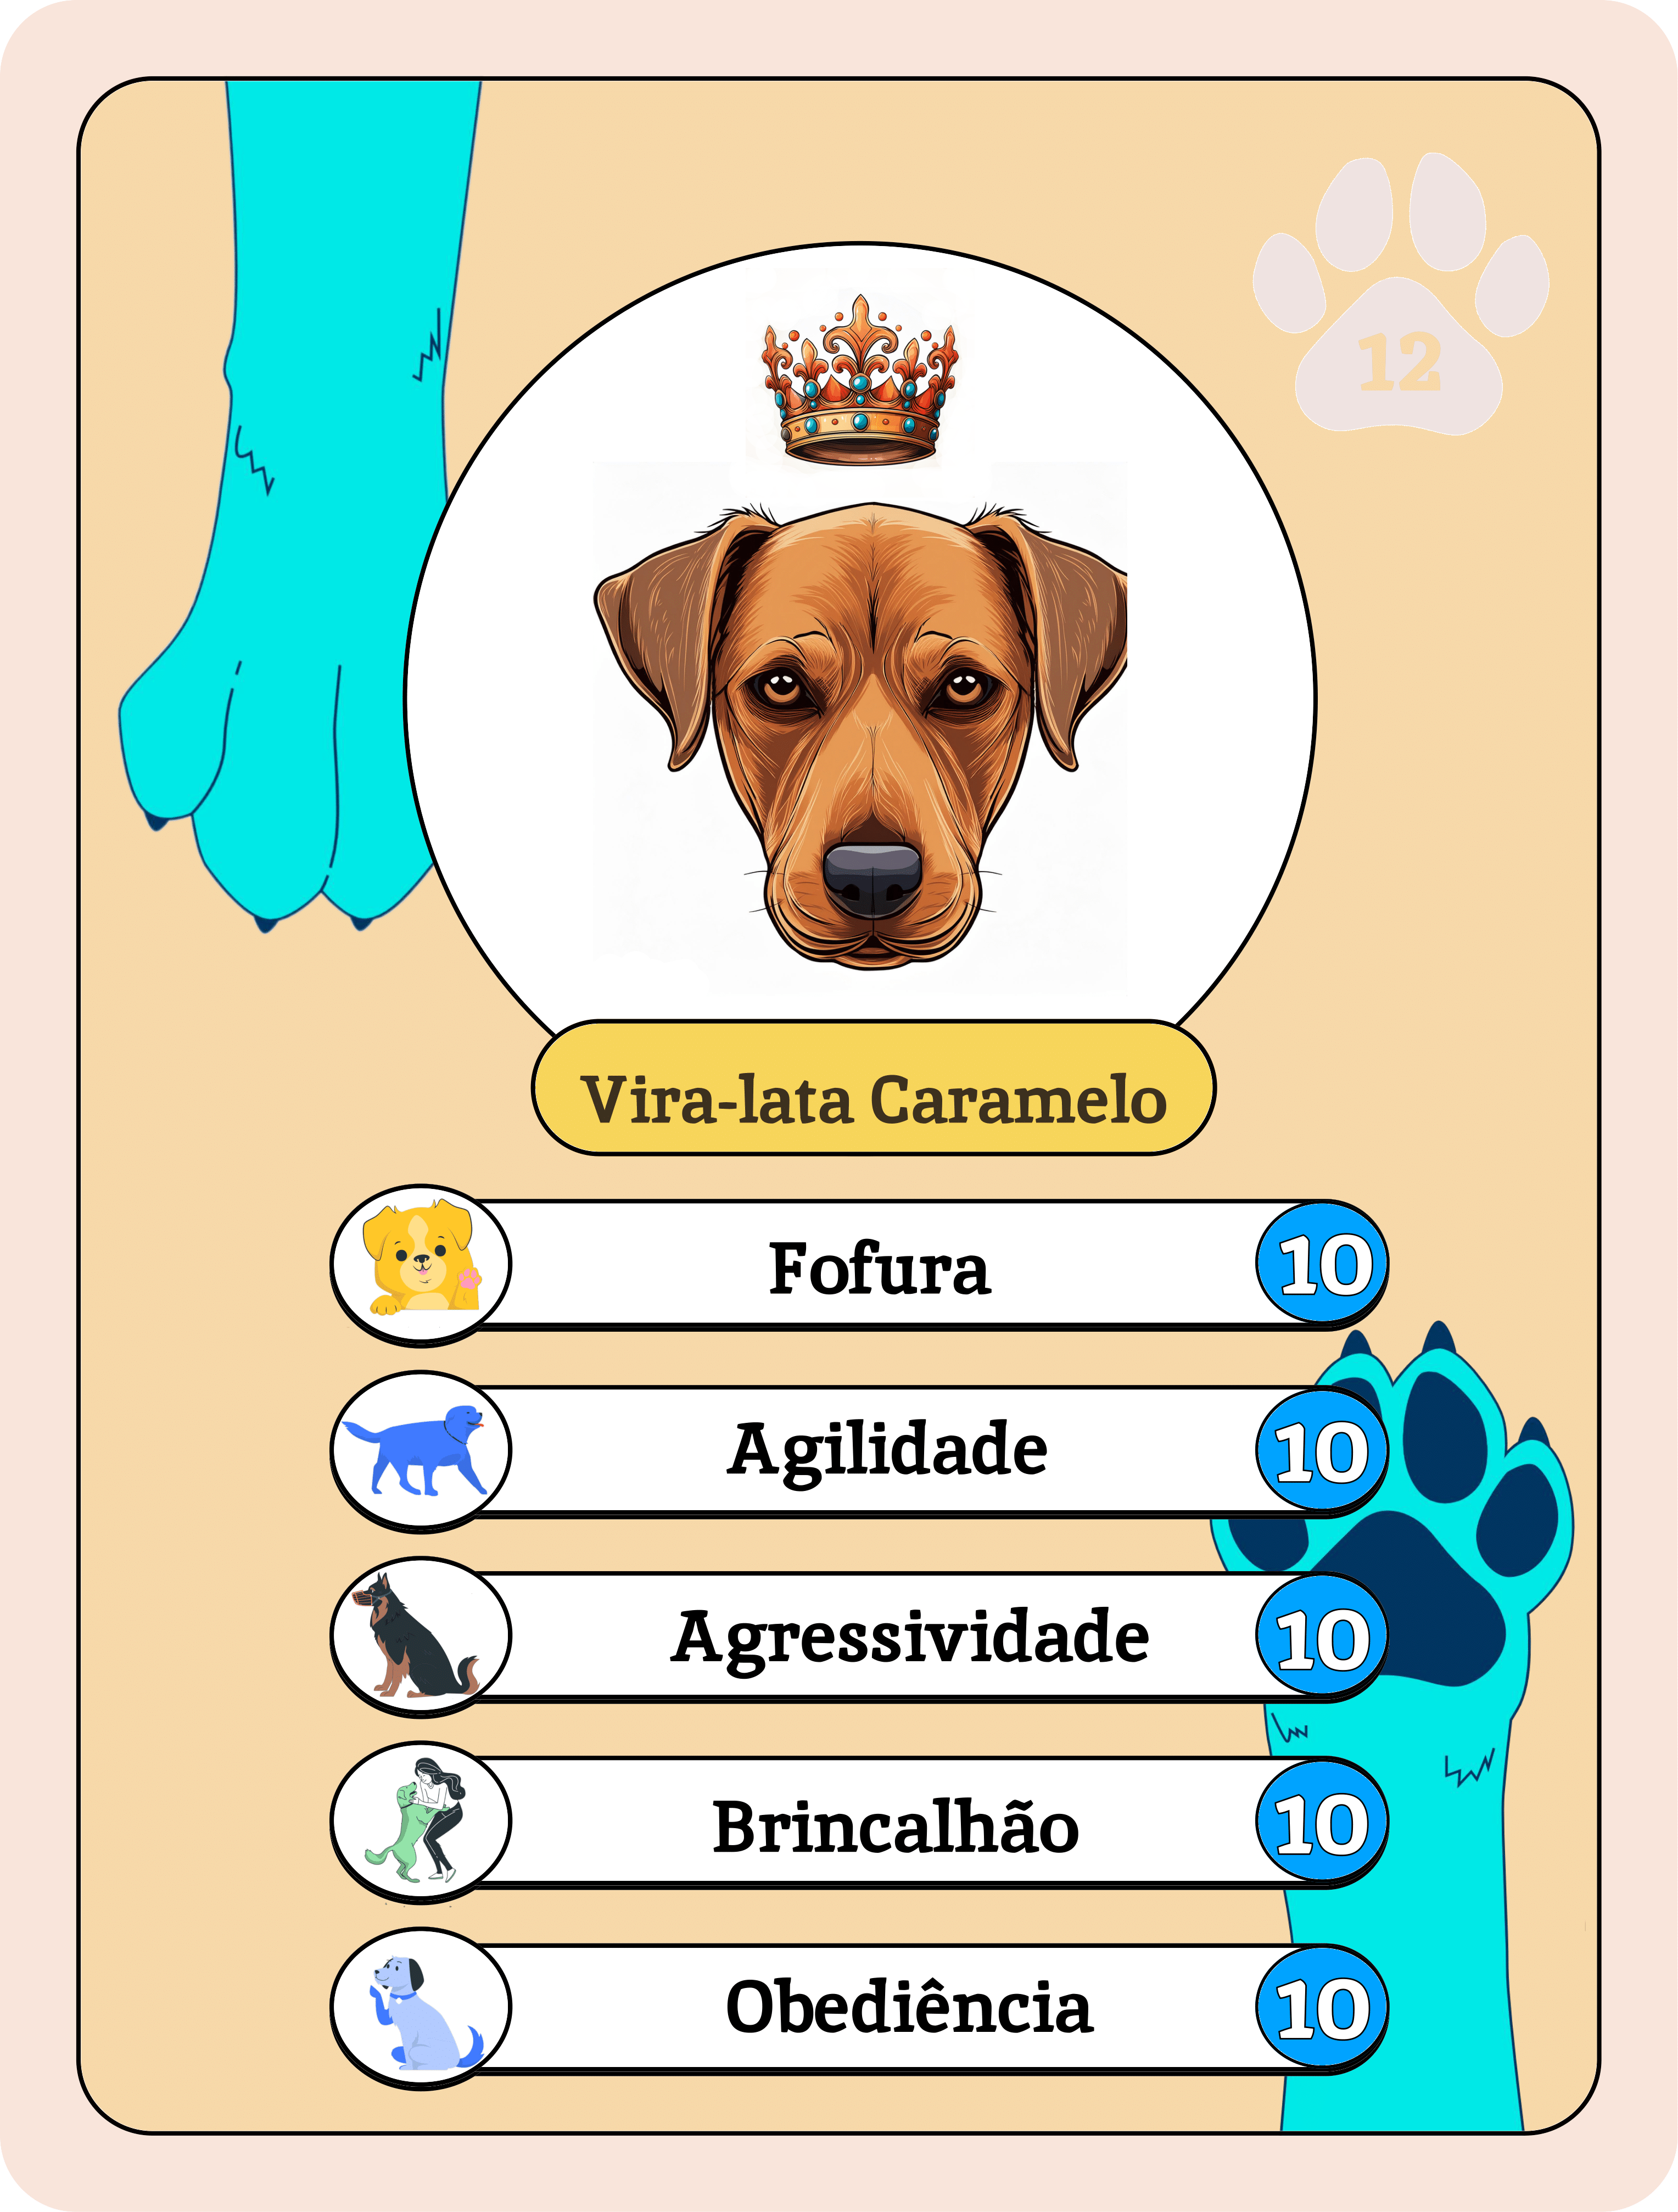 12
Vira-lata Caramelo
Fofura 10
Agilidade 10
Agressividade 10
Brincalhão 10
Obediência 10